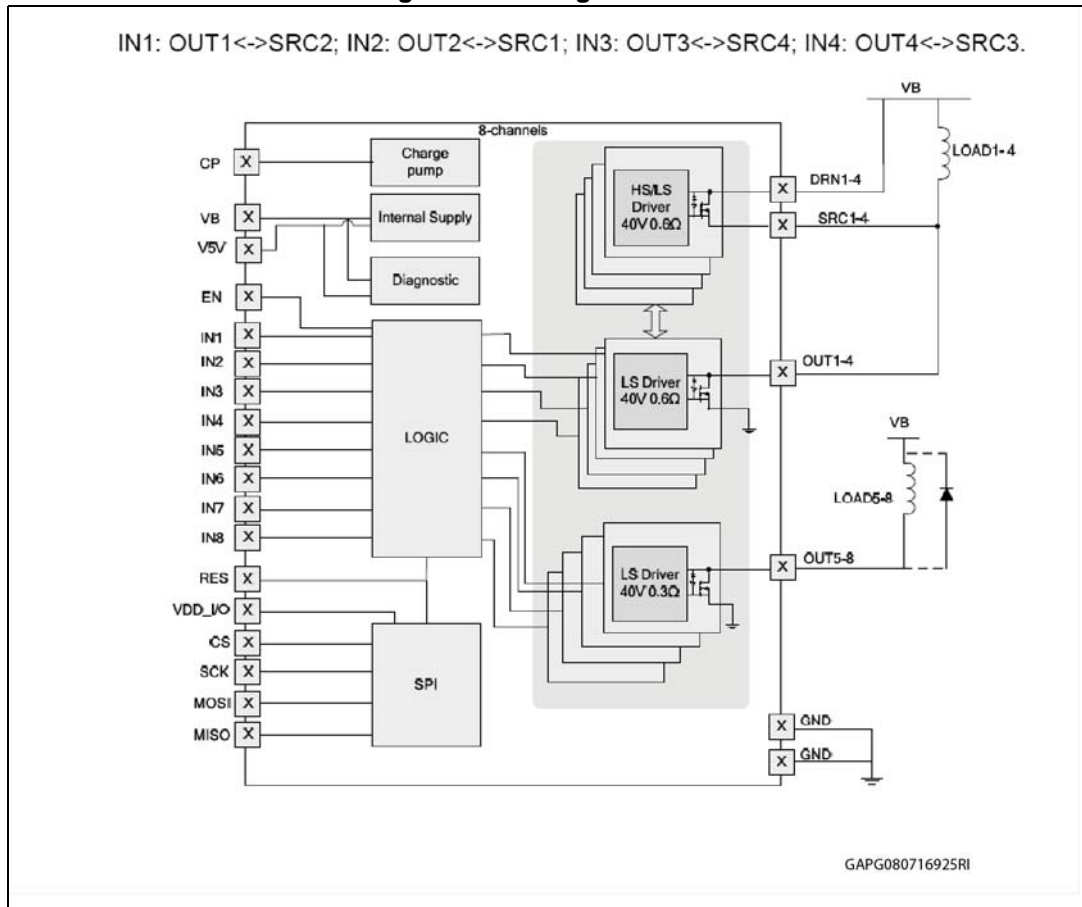 IN1: OUT1<->SRC2; IN2: OUT2<->SRC1; IN3: OUT3<->SRC4; IN4: OUT4<->SRC3.
VB
8-channels
LOAD1-4
CP
X
Charge
pump
HS/LS
Driver
40V 0.6Ω
X
DRN1-4
VB
X
Internal Supply
X
SRC1-4
V5V
X
Diagnostic
EN
X
IN1
X
IN2
X
IN3
X
IN4
X
IN5
X
IN6
X
IN7
X
IN8
X
LOGIC
LS Driver
40V 0.6Ω
X
OUT1-4
VB
LOAD5-8
LS Driver
40V 0.3Ω
X
OUT5-8
RES
X
VDD_I/O
X
CS
X
SCK
X
MOSI
X
MISO
X
SPI
X
GND
X
GND
GAPG080716925RI